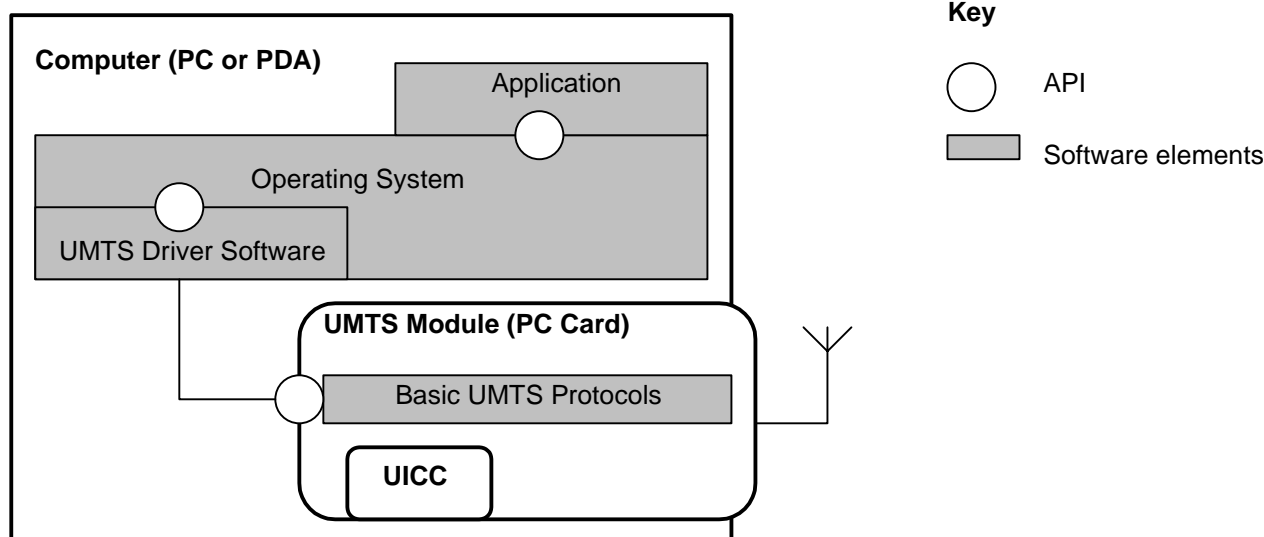 Key
Computer (PC or PDA)
Application
API
Software elements
Operating System
UMTS Driver Software
UMTS Module (PC Card)
Basic UMTS Protocols
UICC